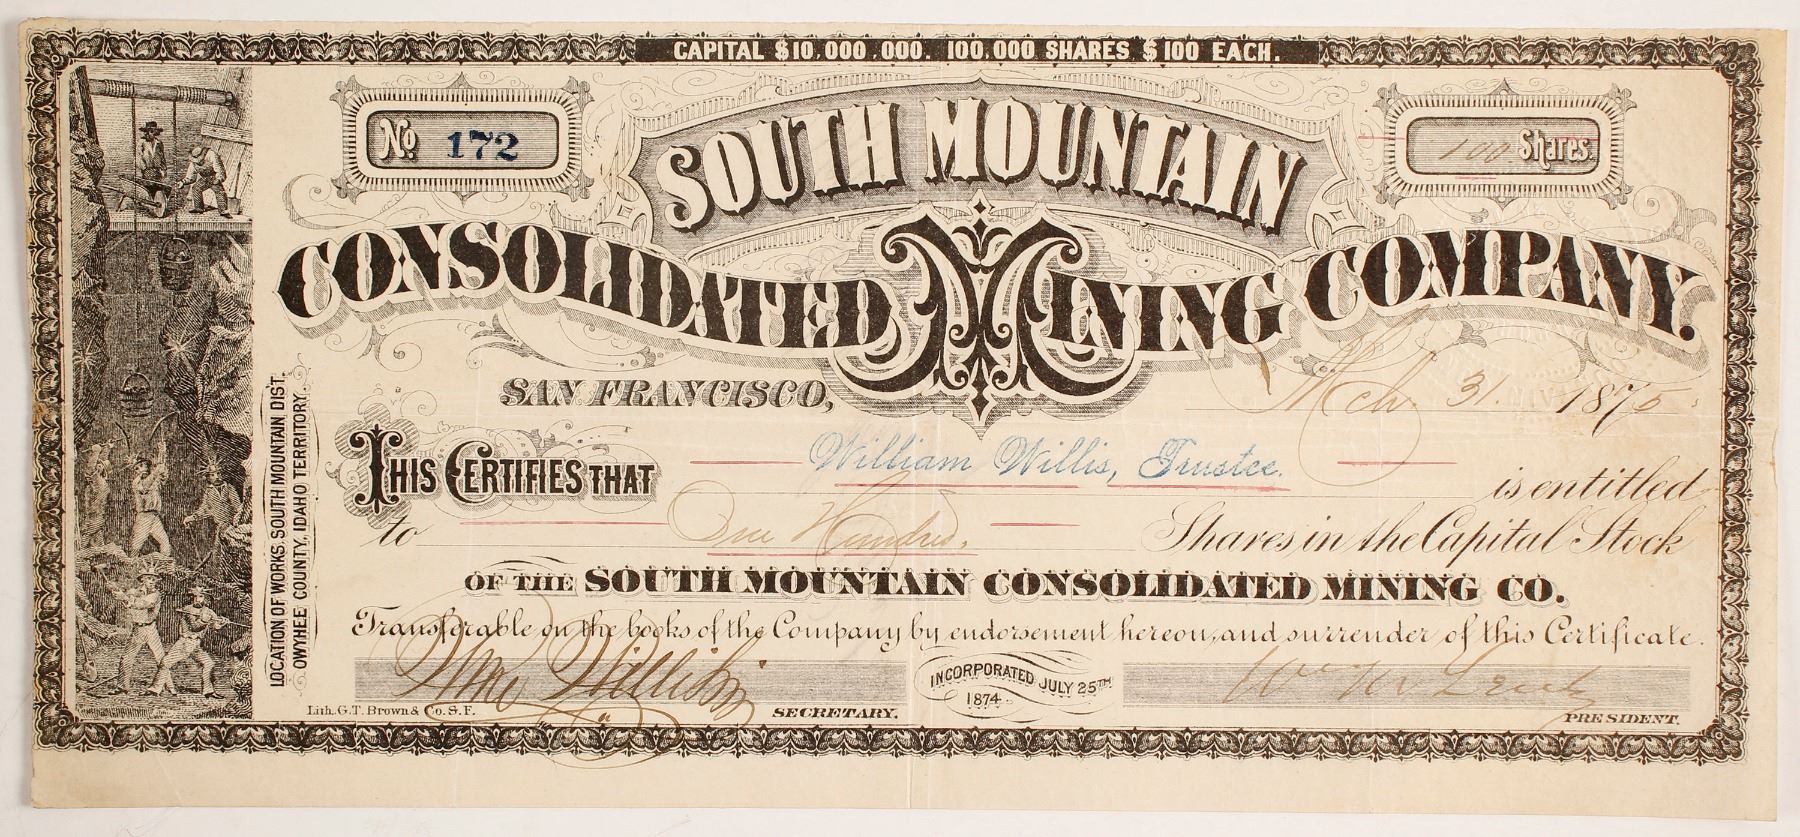 CAPITAL $10,000,000. 100,000 SHARES $100 EACH.
No. 172
100 Shares.
SOUTH MOUNTAIN
CONSOLIDATED MINING COMPANY.
LOCATION OF WORKS SOUTH MOUNTAIN DIST.
OWYHEE COUNTY, IDAHO TERRITORY.
SAN FRANCISCO, Mch. 31. 1875
THIS CERTIFIES THAT William Willis, Trustee. is entitled
to One Hundred. Shares in the Capital Stock
OF THE SOUTH MOUNTAIN CONSOLIDATED MINING CO.
Transferable on the books of the Company by endorsement hereon, and surrender of this Certificate.
Wm Willis SECRETARY.
INCORPORATED JULY 25TH 1874
PRESIDENT.
Lith. G.T. Brown & Co. S.F.